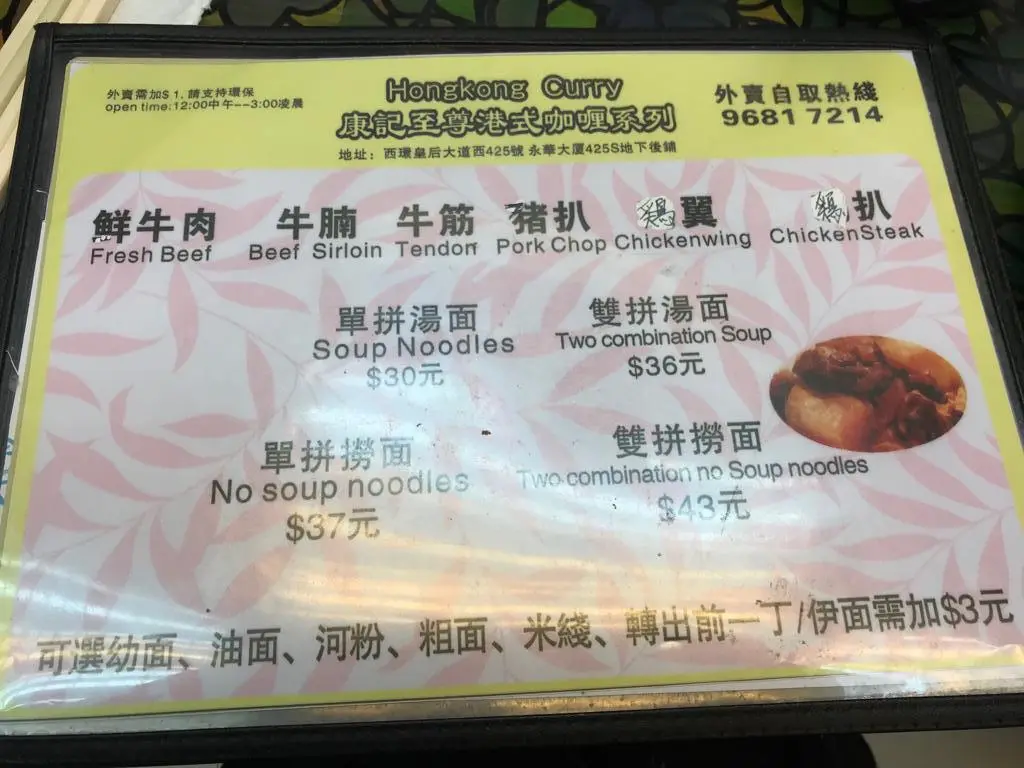 外賣需加$ 1, 請支持環保
open time:12:00中午--3:00凌晨
Hongkong Curry
康記至尊港式咖喱系列
地址：西環皇后大道西425號 永華大厦425S地下後鋪
外賣自取熱綫
9681 7214
鮮牛肉 牛腩 牛筋 豬扒 鷄翼 鷄扒
Fresh Beef Beef Sirloin Tendon Pork Chop Chickenwing ChickenSteak
單拼湯面
Soup Noodles
$30元
雙拼湯面
Two combination Soup
$36元
單拼撈面
No soup noodles
$37元
雙拼撈面
Two combination no Soup noodles
$43元
可選幼面、油面、河粉、粗面、米綫、轉出前一丁/伊面需加$3元